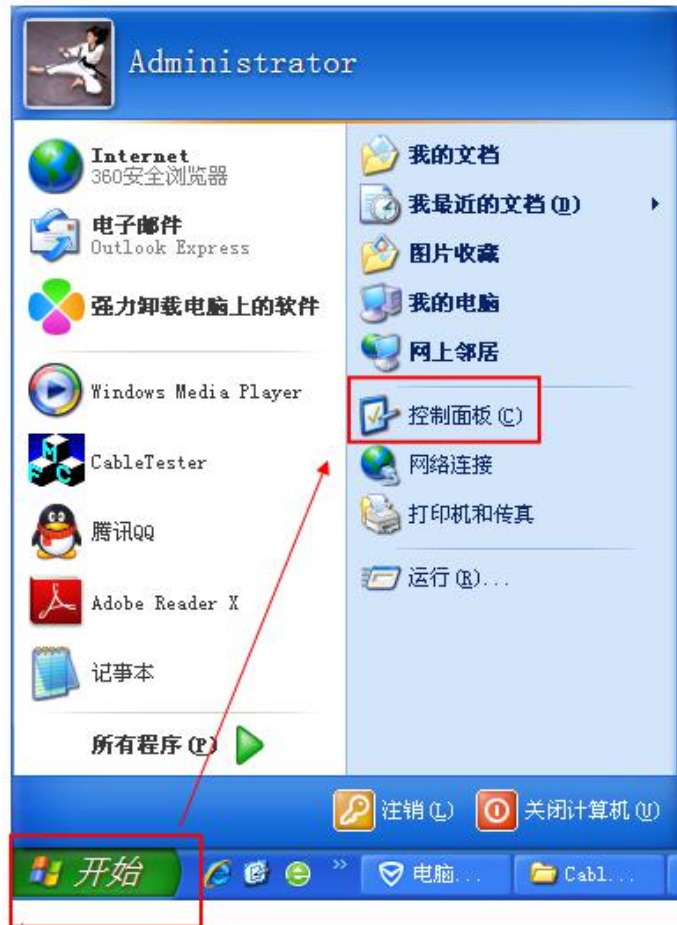 Administrator
Internet
360安全浏览器
电子邮件
Outlook Express
强力卸载电脑上的软件
Windows Media Player
MFC
CableTester
腾讯QQ
Adobe Reader X
记事本
所有程序(P)
我的文档
我最近的文档(D)
图片收藏
我的电脑
网上邻居
控制面板(C)
网络连接
打印机和传真
运行(R)...
注销(L)
关闭计算机(U)
开始
电脑...
Cabl...